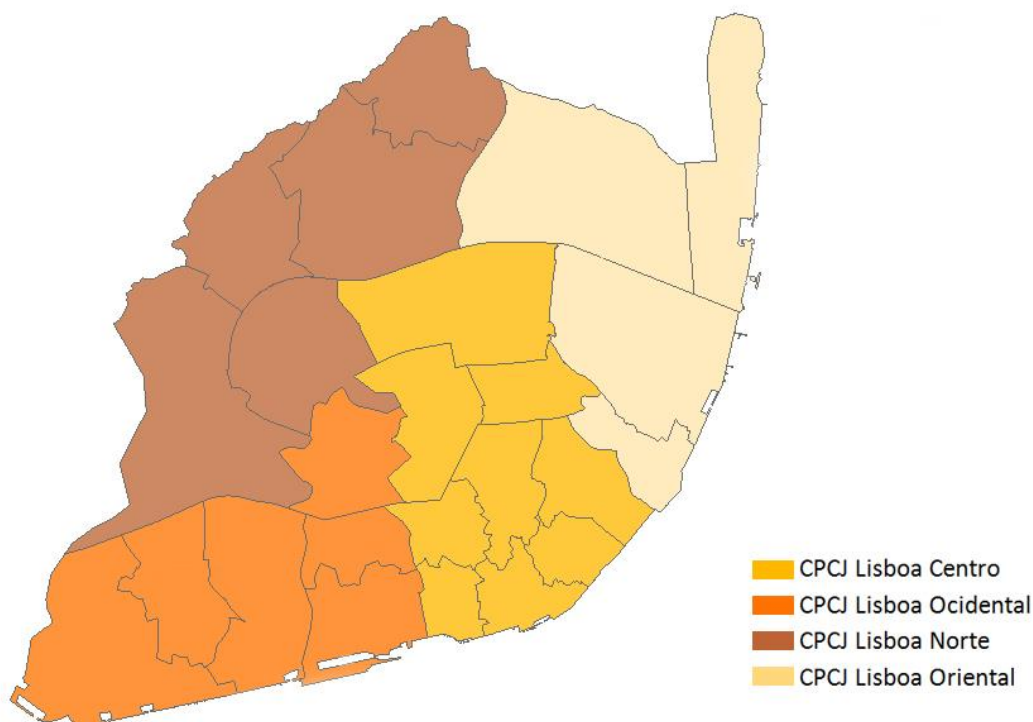 CPCJ Lisboa Centro
CPCJ Lisboa Ocidental
CPCJ Lisboa Norte
CPCJ Lisboa Oriental